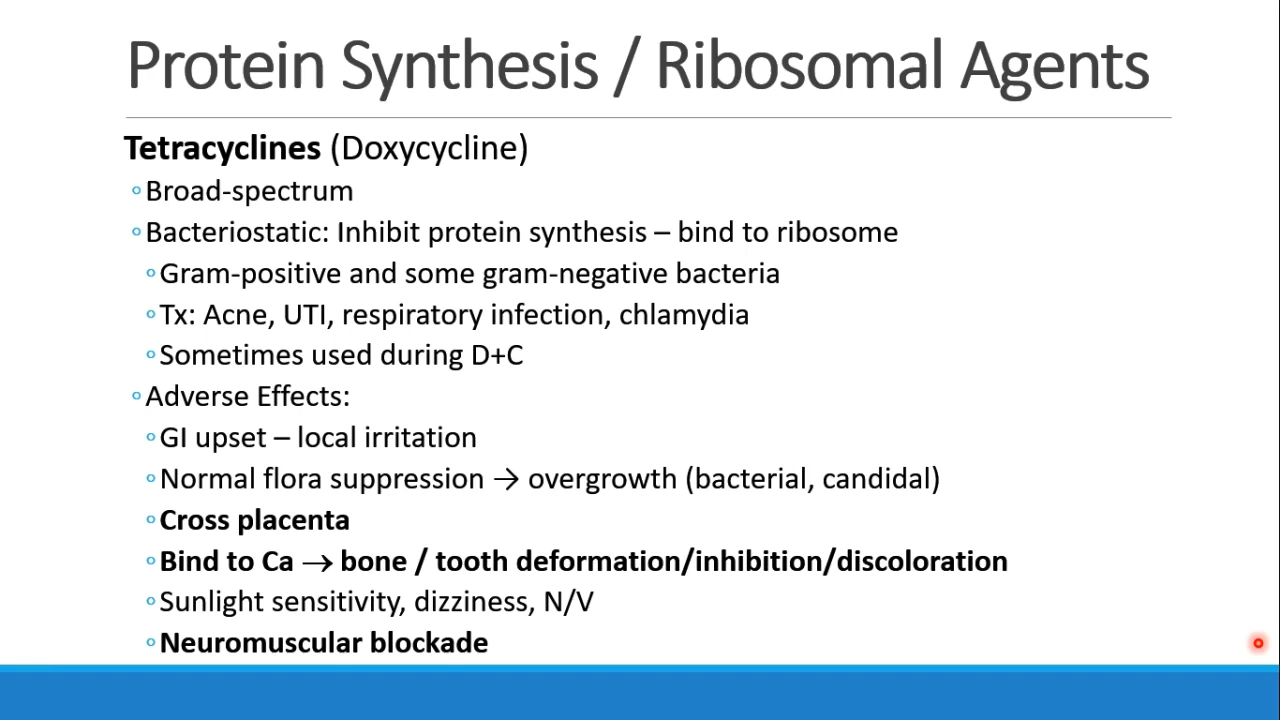 Protein Synthesis / Ribosomal Agents
Tetracyclines (Doxycycline)
◦Broad-spectrum
◦Bacteriostatic: Inhibit protein synthesis – bind to ribosome
◦Gram-positive and some gram-negative bacteria
◦Tx: Acne, UTI, respiratory infection, chlamydia
◦Sometimes used during D+C
◦Adverse Effects:
◦GI upset – local irritation
◦Normal flora suppression → overgrowth (bacterial, candidal)
◦Cross placenta
◦Bind to Ca → bone / tooth deformation/inhibition/discoloration
◦Sunlight sensitivity, dizziness, N/V
◦Neuromuscular blockade